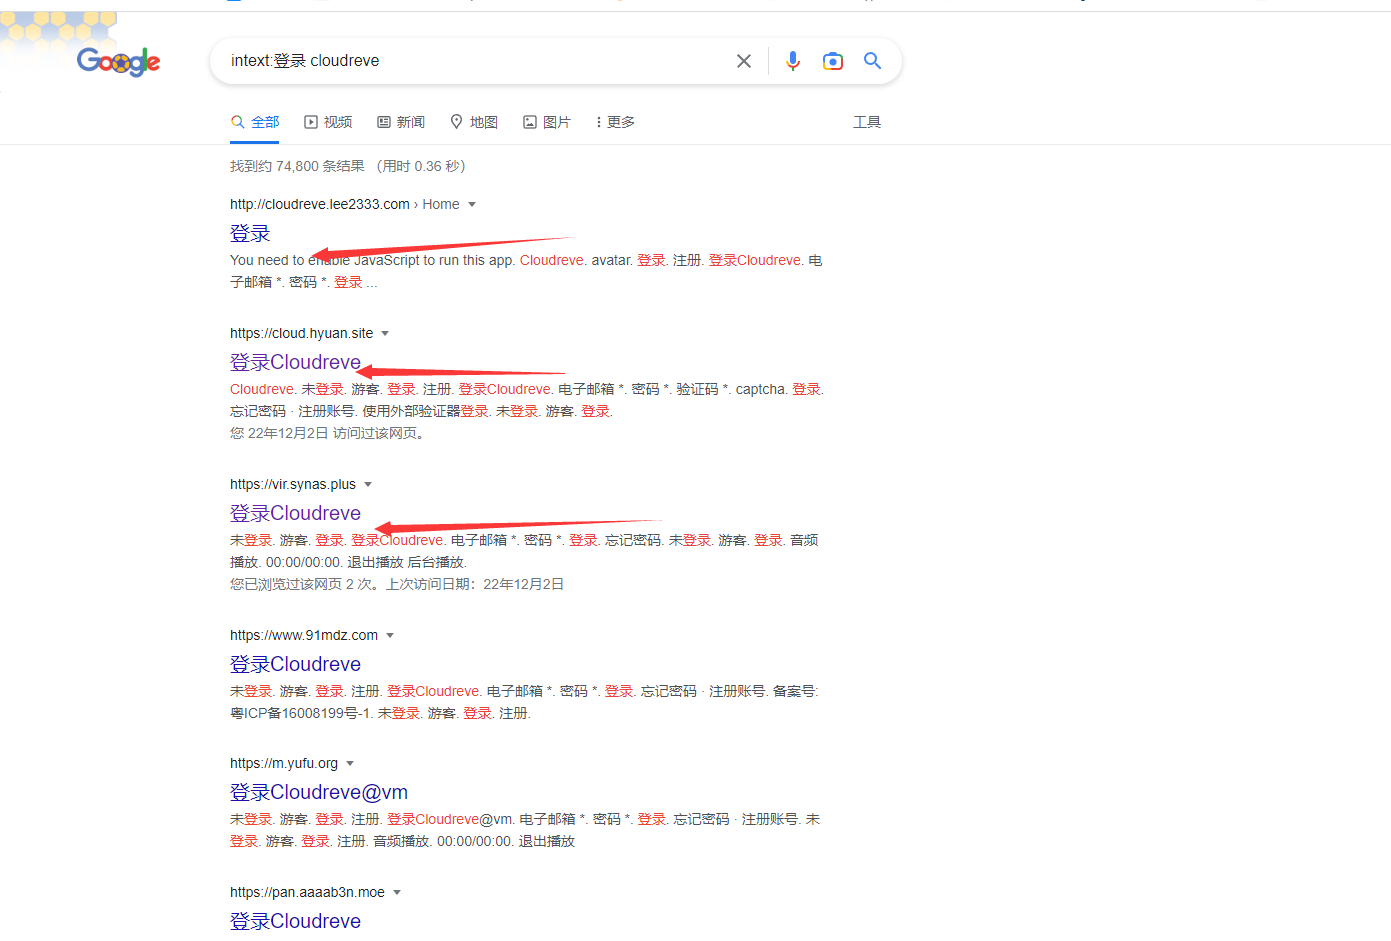 Google
intext:登录 cloudreve
全部 视频 新闻 地图 图片 更多 工具
找到约 74,800 条结果 （用时 0.36 秒）
http://cloudreve.lee2333.com › Home
登录
You need to enable JavaScript to run this app. Cloudreve. avatar. 登录. 注册. 登录Cloudreve. 电
子邮箱 *. 密码 *. 登录 ...
https://cloud.hyuan.site
登录Cloudreve
Cloudreve. 未登录. 游客. 登录. 注册. 登录Cloudreve. 电子邮箱 *. 密码 *. 验证码 *. captcha. 登录.
忘记密码 · 注册账号. 使用外部验证器登录. 未登录. 游客. 登录.
您 22年12月2日 访问过该网页。
https://vir.synas.plus
登录Cloudreve
未登录. 游客. 登录. 登录Cloudreve. 电子邮箱 *. 密码 *. 登录. 忘记密码. 未登录. 游客. 登录. 音频
播放. 00:00/00:00. 退出播放 后台播放.
您已浏览过该网页 2 次。上次访问日期：22年12月2日
https://www.91mdz.com
登录Cloudreve
未登录. 游客. 登录. 注册. 登录Cloudreve. 电子邮箱 *. 密码 *. 登录. 忘记密码 · 注册账号. 备案号:
粤ICP备16008199号-1. 未登录. 游客. 登录. 注册.
https://m.yufu.org
登录Cloudreve@vm
未登录. 游客. 登录. 注册. 登录Cloudreve@vm. 电子邮箱 *. 密码 *. 登录. 忘记密码 · 注册账号. 未
登录. 游客. 登录. 注册. 音频播放. 00:00/00:00. 退出播放
https://pan.aaaab3n.moe
登录Cloudreve